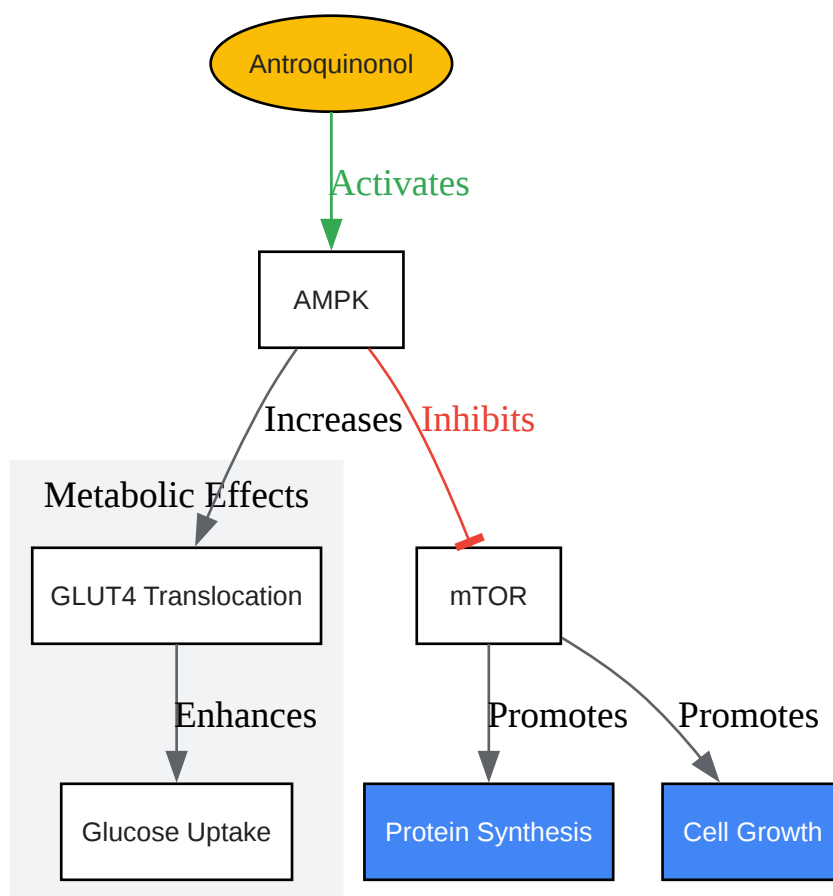 Antroquinonol
Activates
AMPK
Increases
Inhibits
Metabolic Effects
GLUT4 Translocation
mTOR
Enhances
Promotes
Promotes
Glucose Uptake
Protein Synthesis
Cell Growth